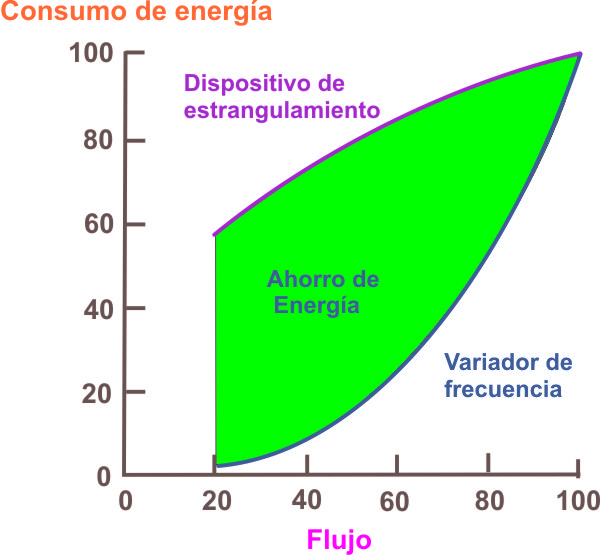 Consumo de energía
100
Dispositivo de
estrangulamiento
80
60
Ahorro de
Energía
40
Variador de
frecuencia
20
0
0 20 40 60 80 100
Flujo